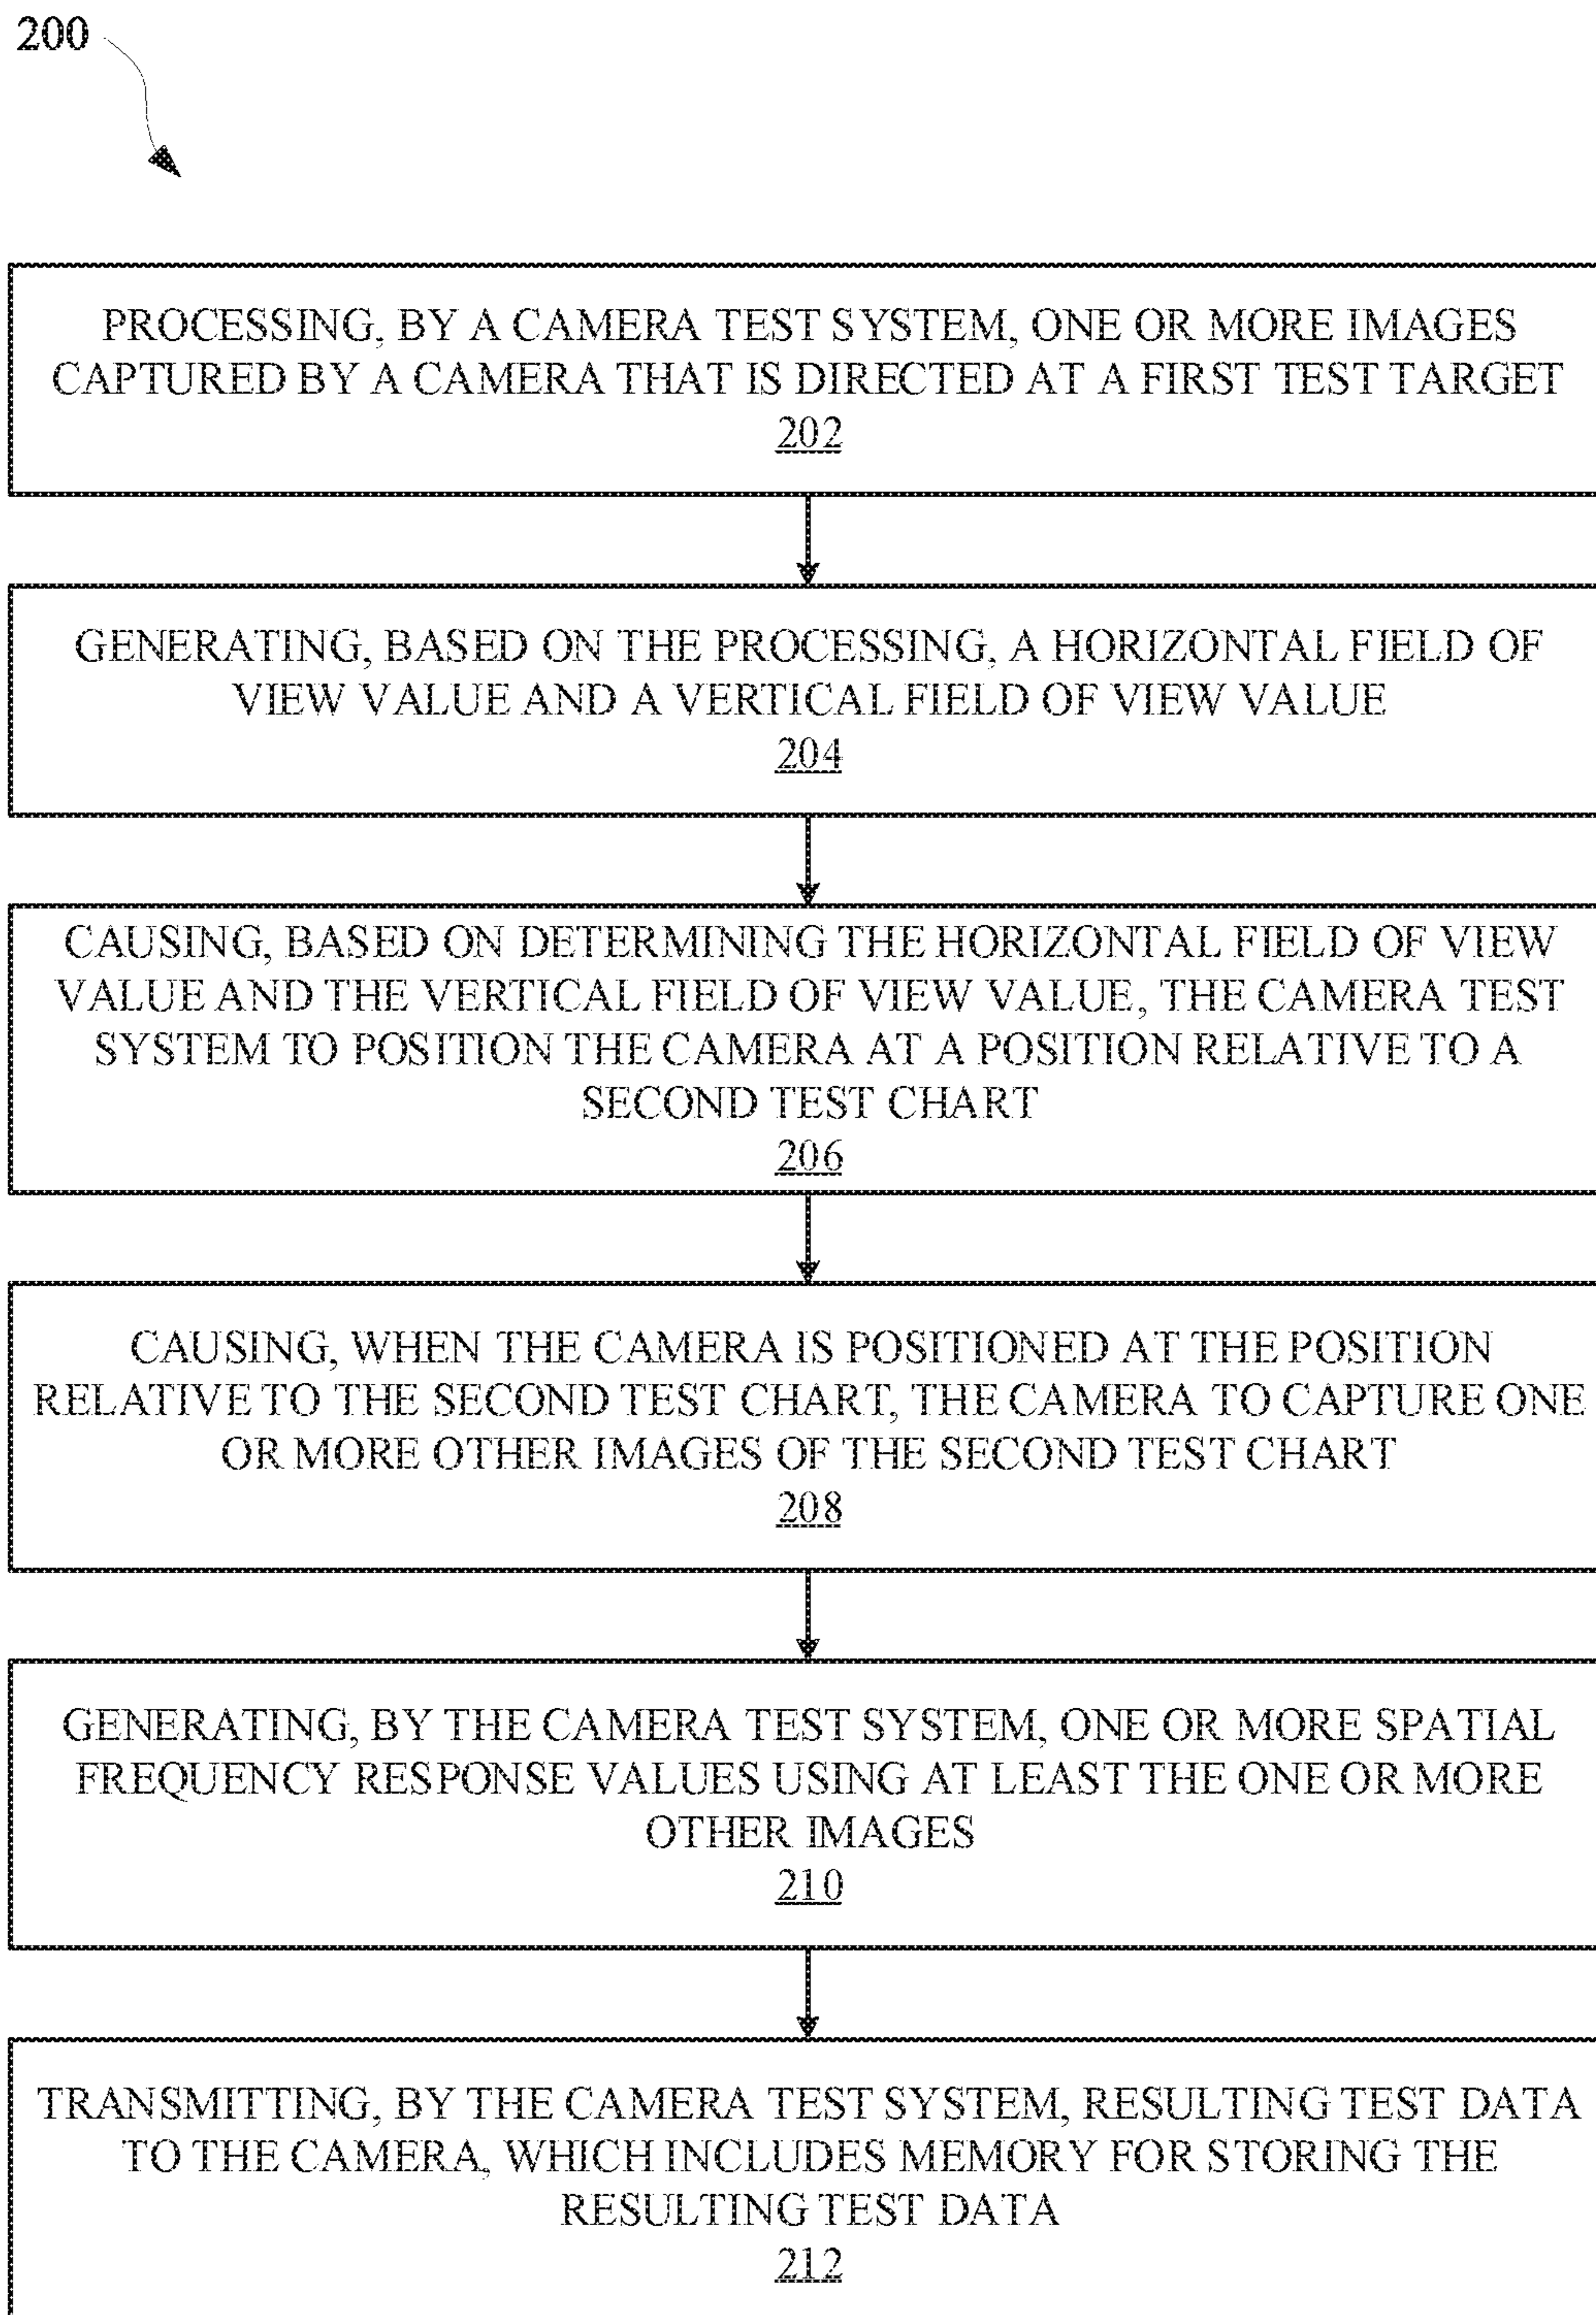 200
PROCESSING, BY A CAMERA TEST SYSTEM, ONE OR MORE IMAGES
CAPTURED BY A CAMERA THAT IS DIRECTED AT A FIRST TEST TARGET
202
GENERATING, BASED ON THE PROCESSING, A HORIZONTAL FIELD OF
VIEW VALUE AND A VERTICAL FIELD OF VIEW VALUE
204
CAUSING, BASED ON DETERMINING THE HORIZONTAL FIELD OF VIEW
VALUE AND THE VERTICAL FIELD OF VIEW VALUE, THE CAMERA TEST
SYSTEM TO POSITION THE CAMERA AT A POSITION RELATIVE TO A
SECOND TEST CHART
206
CAUSING, WHEN THE CAMERA IS POSITIONED AT THE POSITION
RELATIVE TO THE SECOND TEST CHART, THE CAMERA TO CAPTURE ONE
OR MORE OTHER IMAGES OF THE SECOND TEST CHART
208
GENERATING, BY THE CAMERA TEST SYSTEM, ONE OR MORE SPATIAL
FREQUENCY RESPONSE VALUES USING AT LEAST THE ONE OR MORE
OTHER IMAGES
210
TRANSMITTING, BY THE CAMERA TEST SYSTEM, RESULTING TEST DATA
TO THE CAMERA, WHICH INCLUDES MEMORY FOR STORING THE
RESULTING TEST DATA
212